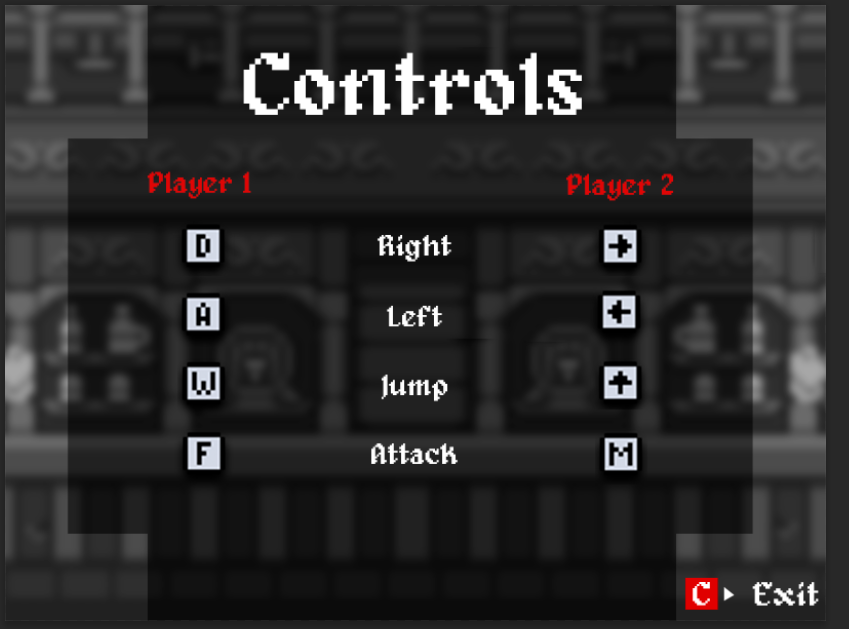 Controls
Player 1 Player 2
D Right →
A Left ←
W Jump ↑
F Attack M
C ▸ Exit